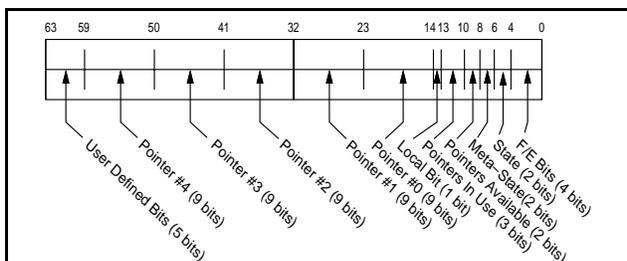 63 59 50 41 32 23 14 13 10 8 6 4 0
User Defined Bits (5 bits)
Pointer #4 (9 bits)
Pointer #3 (9 bits)
Pointer #2 (9 bits)
Pointer #1 (9 bits)
Pointer #0 (9 bits)
Local Bit (1 bit)
Pointers In Use (3 bits)
Pointers Available (2 bits)
Meta-State(2 bits)
State (2 bits)
F/E Bits (4 bits)